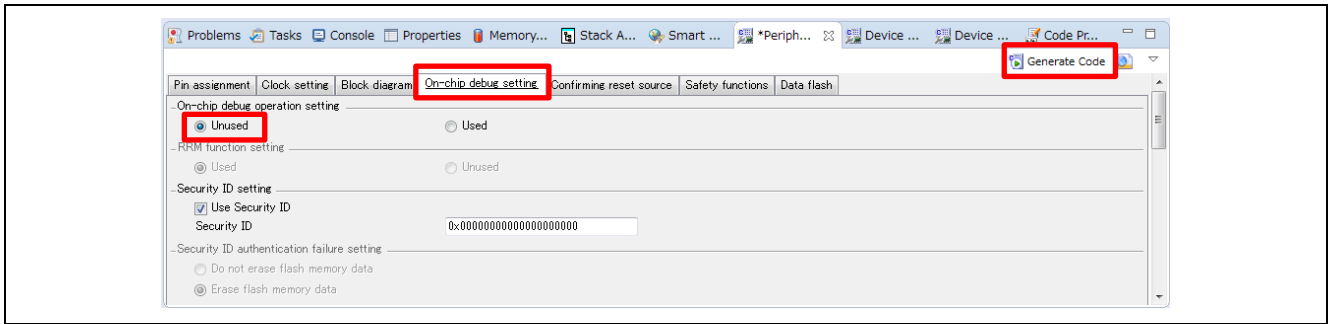 Problems Tasks Console Properties Memory... Stack A... Smart ... *Periph... Device ... Device ... Code Pr...
Generate Code
Pin assignment Clock setting Block diagram On-chip debug setting Confirming reset source Safety functions Data flash
On-chip debug operation setting
Unused Used
RRM function setting
Used Unused
Security ID setting
Use Security ID
Security ID 0x00000000000000000000
Security ID authentication failure setting
Do not erase flash memory data
Erase flash memory data